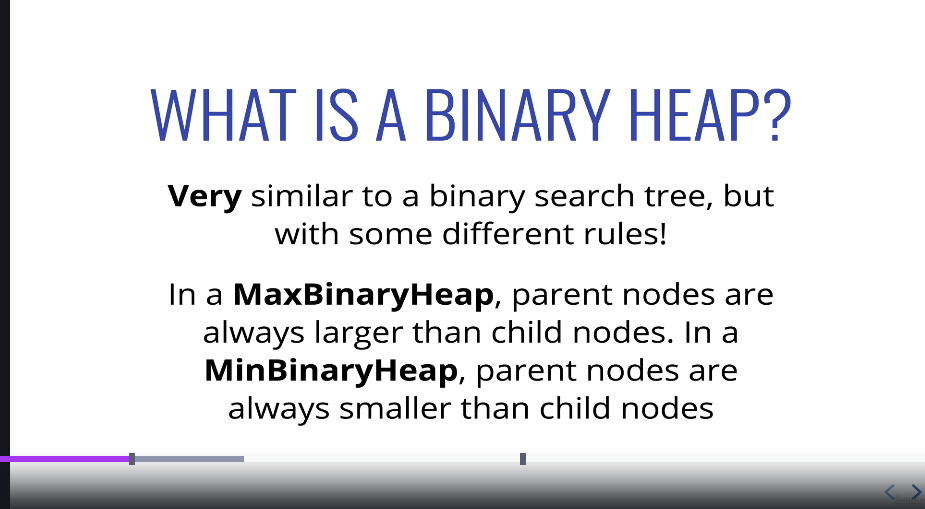 WHAT IS A BINARY HEAP?
Very similar to a binary search tree, but
with some different rules!
In a MaxBinaryHeap, parent nodes are
always larger than child nodes. In a
MinBinaryHeap, parent nodes are
always smaller than child nodes